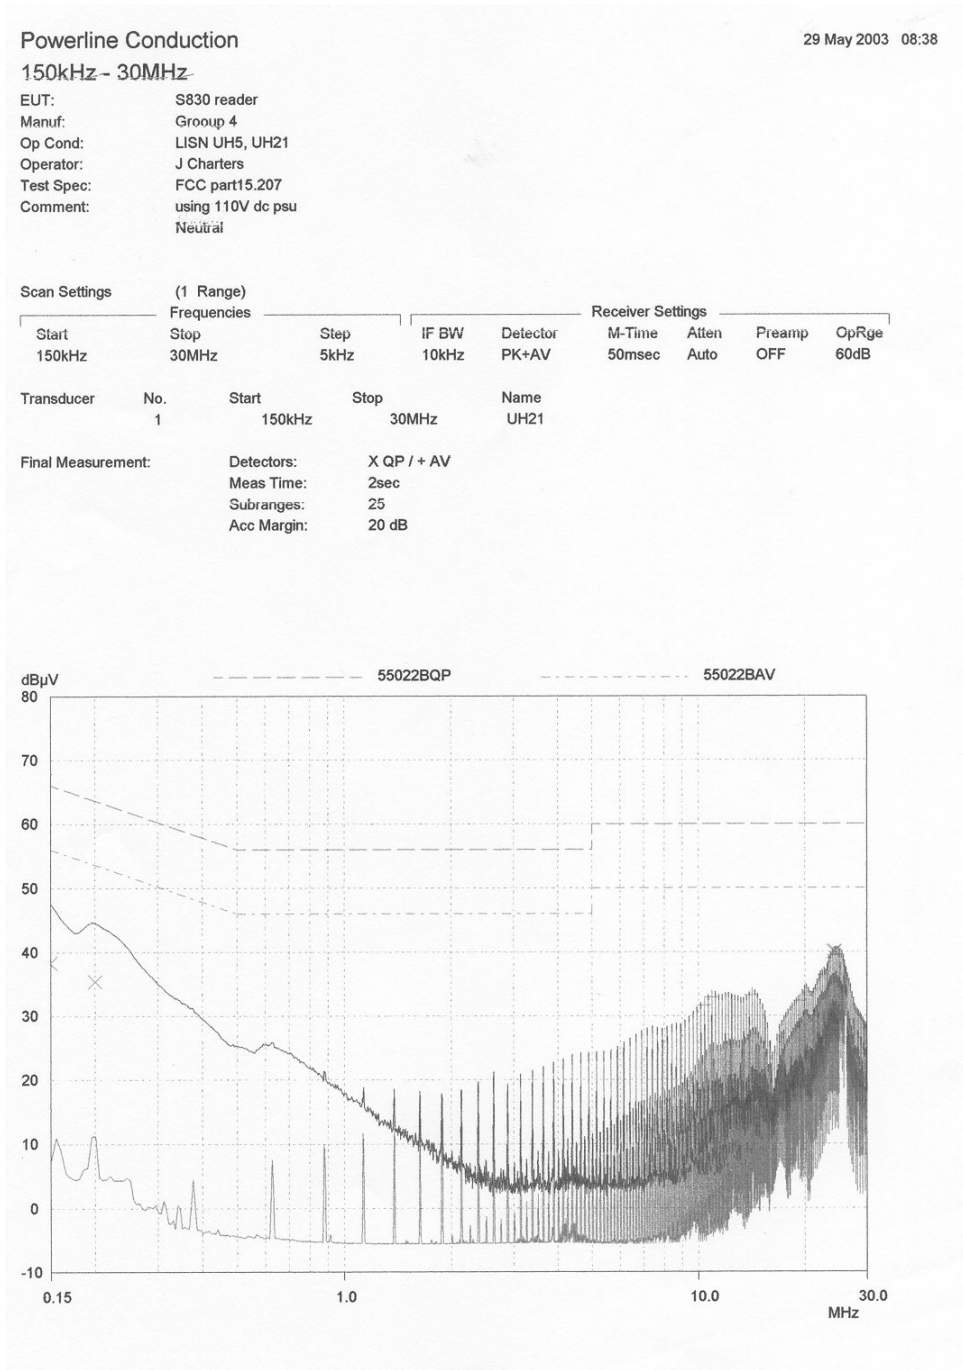 Powerline Conduction 29 May 2003 08:38
150kHz - 30MHz
EUT: S830 reader
Manuf: Grooup 4
Op Cond: LISN UH5, UH21
Operator: J Charters
Test Spec: FCC part15.207
Comment: using 110V dc psu
Neutral
Scan Settings (1 Range)
Frequencies Receiver Settings
Start Stop Step IF BW Detector M-Time Atten Preamp OpRge
150kHz 30MHz 5kHz 10kHz PK+AV 50msec Auto OFF 60dB
Transducer No. Start Stop Name
1 150kHz 30MHz UH21
Final Measurement: Detectors: X QP / + AV
Meas Time: 2sec
Subranges: 25
Acc Margin: 20 dB
55022BQP 55022BAV
dBµV
80
70
60
50
40
30
20
10
0
-10
0.15 1.0 10.0 30.0
MHz